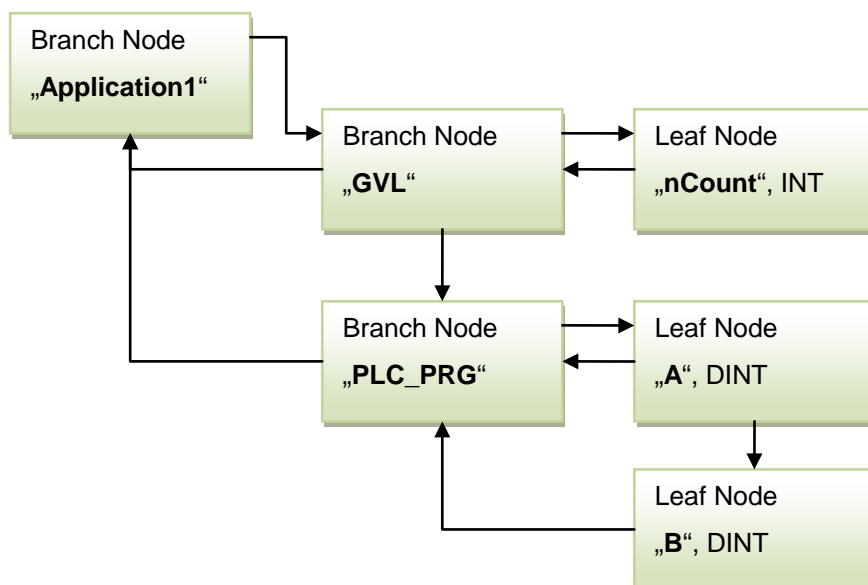 Branch Node
„Application1“
Branch Node
„GVL“
Leaf Node
„nCount“, INT
Branch Node
„PLC_PRG“
Leaf Node
„A“, DINT
Leaf Node
„B“, DINT